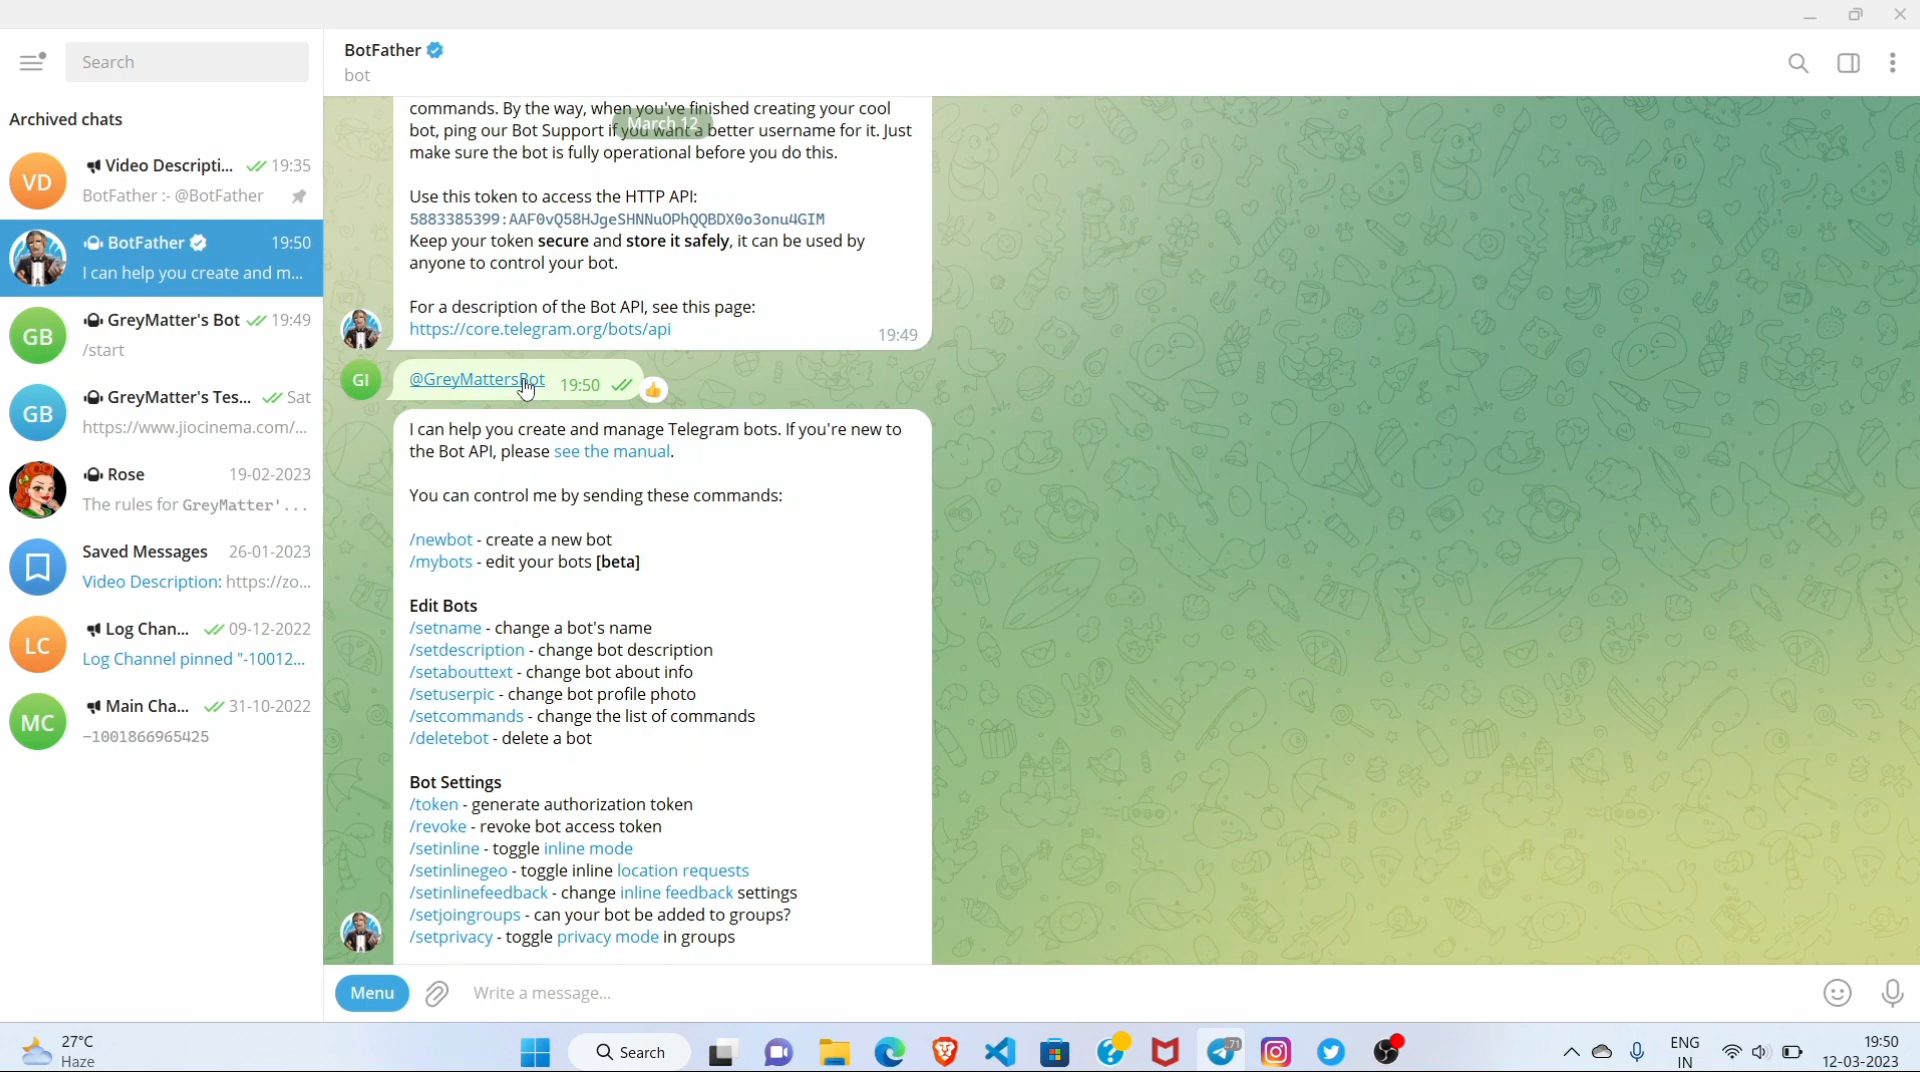 Search
BotFather
bot
Archived chats
Video Descripti... 19:35
BotFather :- @BotFather
BotFather 19:50
I can help you create and m...
GreyMatter's Bot 19:49
/start
GreyMatter's Tes... Sat
https://www.jiocinema.com/...
Rose 19-02-2023
The rules for GreyMatter'...
Saved Messages 26-01-2023
Video Description: https://zo...
Log Chan... 09-12-2022
Log Channel pinned "-10012...
Main Cha... 31-10-2022
-1001866965425
VD
GB
GB
LC
MC
commands. By the way, when you've finished creating your cool
March 12
bot, ping our Bot Support if you want a better username for it. Just
make sure the bot is fully operational before you do this.
Use this token to access the HTTP API:
5883385399:AAF0vQ58HJgeSHNNuOPhQQBDX0o3onu4GIM
Keep your token secure and store it safely, it can be used by
anyone to control your bot.
For a description of the Bot API, see this page:
https://core.telegram.org/bots/api 19:49
GI
@GreyMattersBot 19:50
I can help you create and manage Telegram bots. If you're new to
the Bot API, please see the manual.
You can control me by sending these commands:
/newbot - create a new bot
/mybots - edit your bots [beta]
Edit Bots
/setname - change a bot's name
/setdescription - change bot description
/setabouttext - change bot about info
/setuserpic - change bot profile photo
/setcommands - change the list of commands
/deletebot - delete a bot
Bot Settings
/token - generate authorization token
/revoke - revoke bot access token
/setinline - toggle inline mode
/setinlinegeo - toggle inline location requests
/setinlinefeedback - change inline feedback settings
/setjoingroups - can your bot be added to groups?
/setprivacy - toggle privacy mode in groups
Menu
Write a message...
27°C
Haze
Search
71
ENG
IN
19:50
12-03-2023